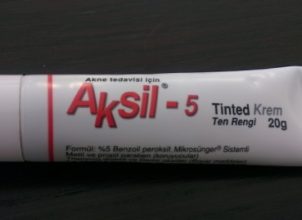 Akne tedavisi için
Aksil® - 5
Tinted Krem
Ten Rengi 20g
Formül: %5 Benzoil peroksit, Mikrosünger® Sistemli
Metil ve propil paraben (koruyucular)